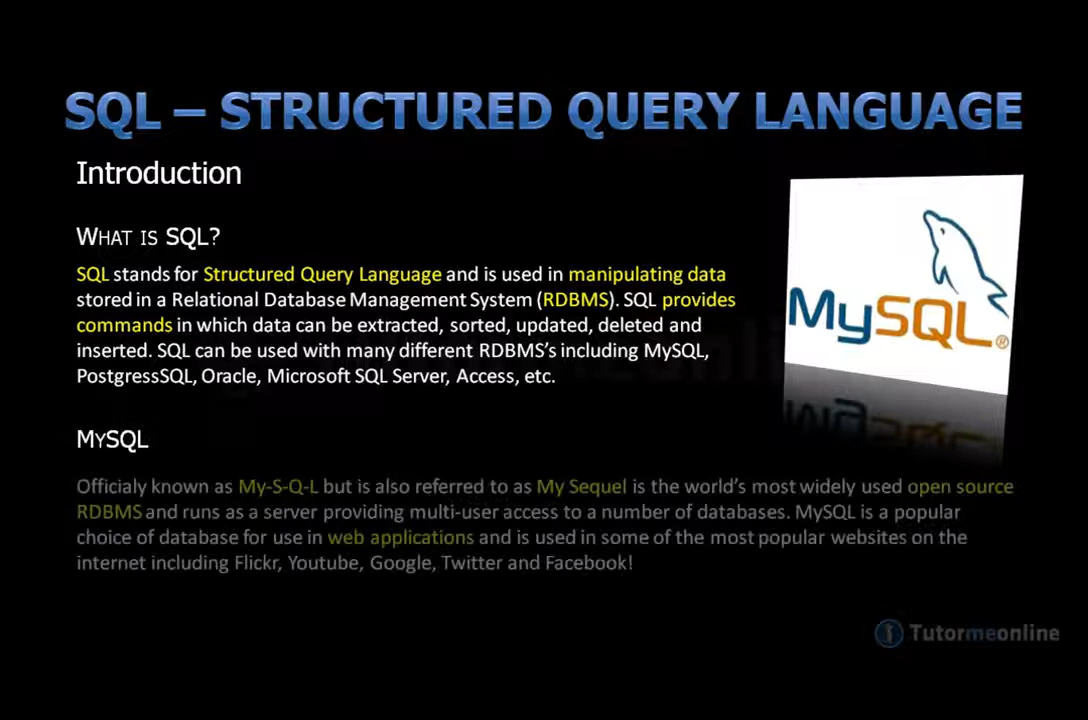 SQL – STRUCTURED QUERY LANGUAGE
Introduction
WHAT IS SQL?
SQL stands for Structured Query Language and is used in manipulating data
stored in a Relational Database Management System (RDBMS). SQL provides
commands in which data can be extracted, sorted, updated, deleted and
inserted. SQL can be used with many different RDBMS's including MySQL,
PostgressSQL, Oracle, Microsoft SQL Server, Access, etc.
MySQL®
MYSQL
Officialy known as My-S-Q-L but is also referred to as My Sequel is the world's most widely used open source
RDBMS and runs as a server providing multi-user access to a number of databases. MySQL is a popular
choice of database for use in web applications and is used in some of the most popular websites on the
internet including Flickr, Youtube, Google, Twitter and Facebook!
Tutormeonline